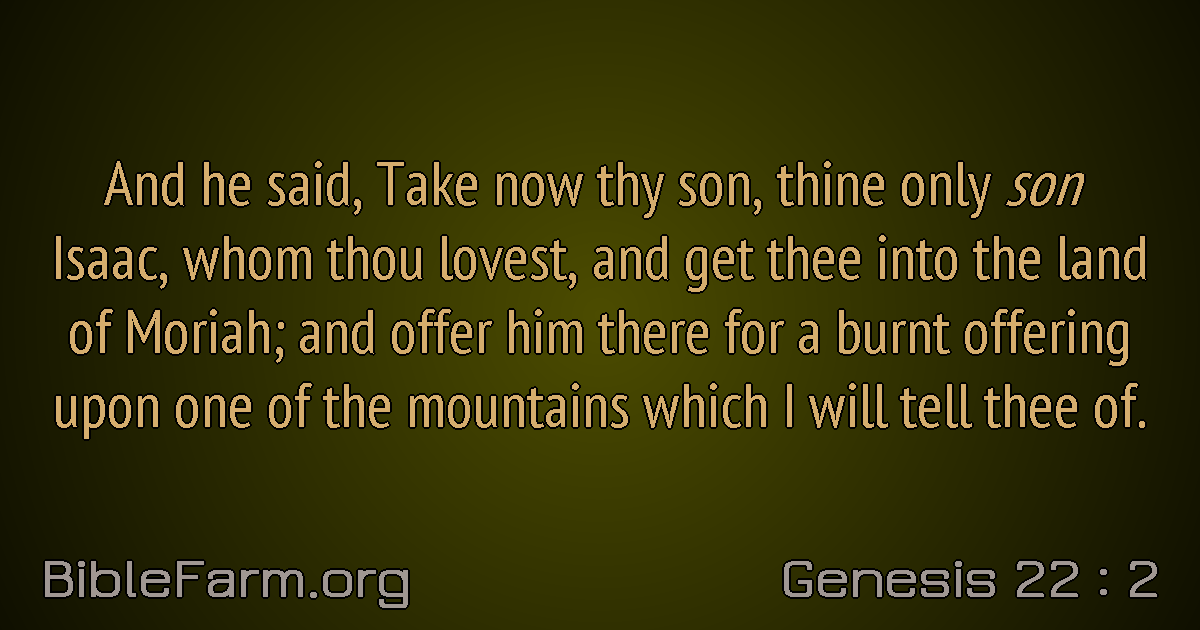 And he said, Take now thy son, thine only son
Isaac, whom thou lovest, and get thee into the land
of Moriah; and offer him there for a burnt offering
upon one of the mountains which I will tell thee of.
BibleFarm.org
Genesis 22 : 2